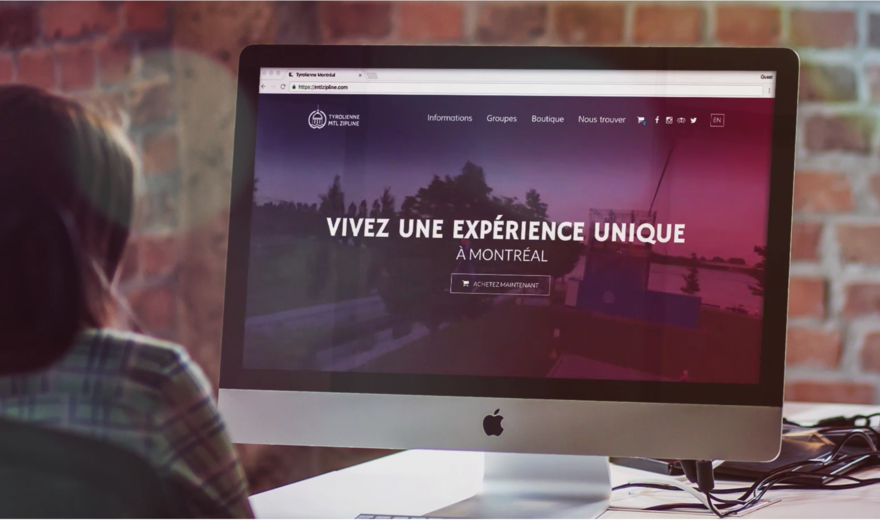 Tyrolienne Montréal
Guest
https://mtlzipline.com
TYROLIENNE
MTL ZIPLINE
Informations
Groupes
Boutique
Nous trouver
EN
VIVEZ UNE EXPÉRIENCE UNIQUE
À MONTRÉAL
ACHETEZ MAINTENANT